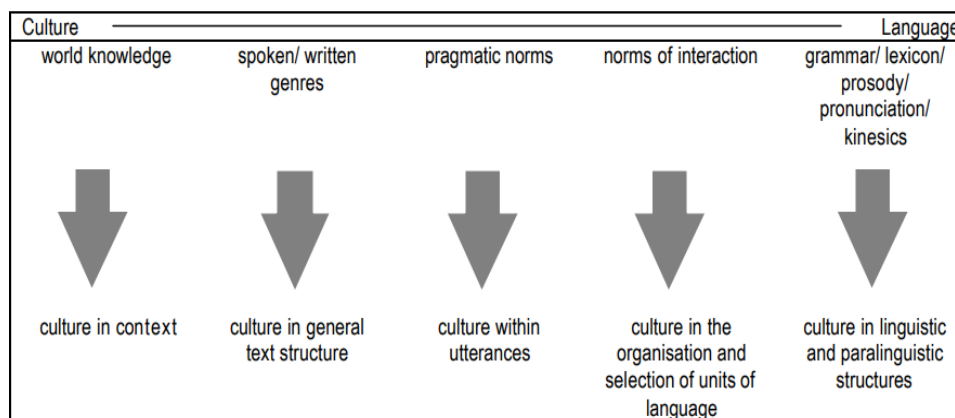 Culture Language
world knowledge
spoken/ written
genres
pragmatic norms
norms of interaction
grammar/ lexicon/
prosody/
pronunciation/
kinesics
culture in context
culture in general
text structure
culture within
utterances
culture in the
organisation and
selection of units of
language
culture in linguistic
and paralinguistic
structures